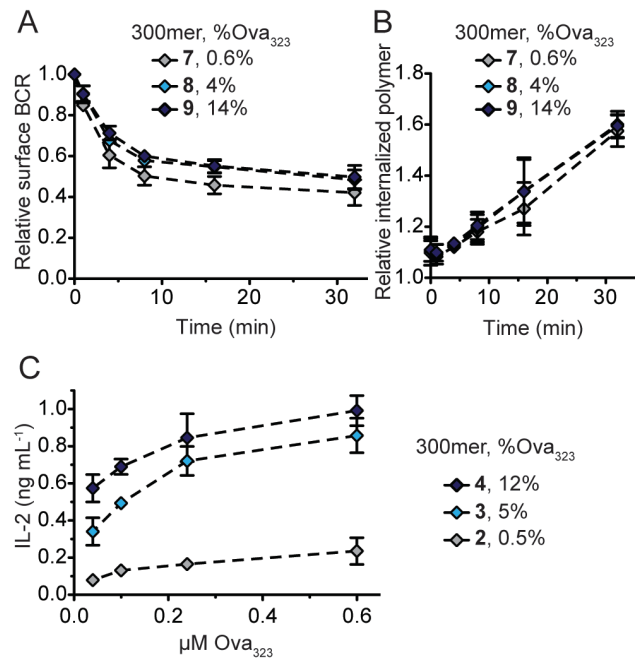 A
300mer, %Ova323
7, 0.6%
8, 4%
9, 14%
Relative surface BCR
1.0
0.8
0.6
0.4
0.2
0.0
0 10 20 30
Time (min)
B
300mer, %Ova323
7, 0.6%
8, 4%
9, 14%
Relative internalized polymer
1.8
1.6
1.4
1.2
1.0
0 10 20 30
Time (min)
C
IL-2 (ng mL-1)
1.0
0.8
0.6
0.4
0.2
0.0
0.0 0.2 0.4 0.6
µM Ova323
300mer, %Ova323
4, 12%
3, 5%
2, 0.5%